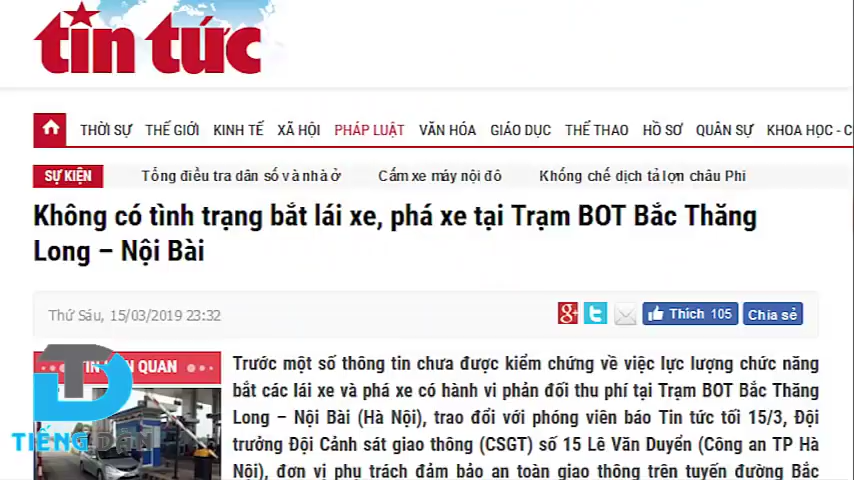 tin tức
THỜI SỰ THẾ GIỚI KINH TẾ XÃ HỘI PHÁP LUẬT VĂN HÓA GIÁO DỤC THỂ THAO HỒ SƠ QUÂN SỰ KHOA HỌC - C
SỰ KIỆN Tổng điều tra dân số và nhà ở Cấm xe máy nội đô Khống chế dịch tả lợn châu Phi
Không có tình trạng bắt lái xe, phá xe tại Trạm BOT Bắc Thăng
Long – Nội Bài
Thứ Sáu, 15/03/2019 23:32
Thích 105 Chia sẻ
TIN LIÊN QUAN
Trước một số thông tin chưa được kiểm chứng về việc lực lượng chức năng
bắt các lái xe và phá xe có hành vi phản đối thu phí tại Trạm BOT Bắc Thăng
Long – Nội Bài (Hà Nội), trao đổi với phóng viên báo Tin tức tối 15/3, Đội
trưởng Đội Cảnh sát giao thông (CSGT) số 15 Lê Văn Duyển (Công an TP Hà
Nội), đơn vị phụ trách đảm bảo an toàn giao thông trên tuyến đường Bắc
TD
TIẾNG DÂN